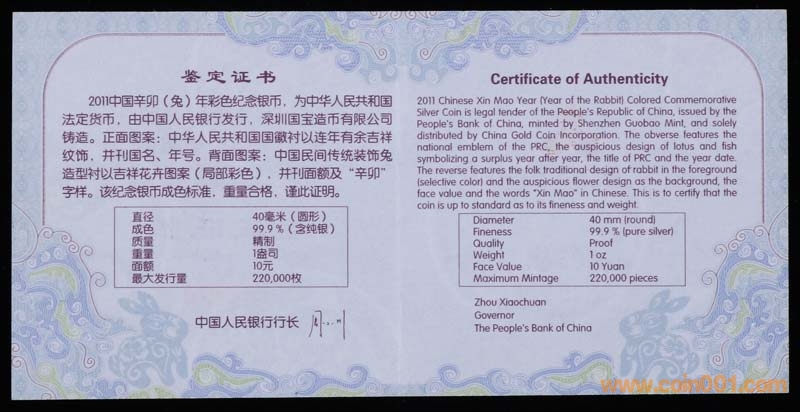 鉴定证书
2011中国辛卯（兔）年彩色纪念银币，为中华人民共和国
法定货币，由中国人民银行发行，深圳国宝造币有限公司
铸造。正面图案：中华人民共和国国徽衬以连年有余吉祥
纹饰，并刊国名、年号。背面图案：中国民间传统装饰兔
造型衬以吉祥花卉图案（局部彩色），并刊面额及“辛卯”
字样。该纪念银币成色标准，重量合格，谨此证明。
直径 40毫米（圆形）
成色 99.9%（含纯银）
质量 精制
重量 1盎司
面额 10元
最大发行量 220,000枚
中国人民银行行长
Certificate of Authenticity
2011 Chinese Xin Mao Year (Year of the Rabbit) Colored Commemorative
Silver Coin is legal tender of the People's Republic of China, issued by the
People's Bank of China, minted by Shenzhen Guobao Mint, and solely
distributed by China Gold Coin Incorporation. The obverse features the
national emblem of the PRC, the auspicious design of lotus and fish
symbolizing a surplus year after year, the title of PRC and the year date.
The reverse features the folk traditional design of rabbit in the foreground
(selective color) and the auspicious flower design as the background, the
face value and the words "Xin Mao" in Chinese. This is to certify that the
coin is up to standard as to its fineness and weight.
Diameter 40 mm (round)
Fineness 99.9 % (pure silver)
Quality Proof
Weight 1 oz
Face Value 10 Yuan
Maximum Mintage 220,000 pieces
Zhou Xiaochuan
Governor
The People's Bank of China
www.coin001.com